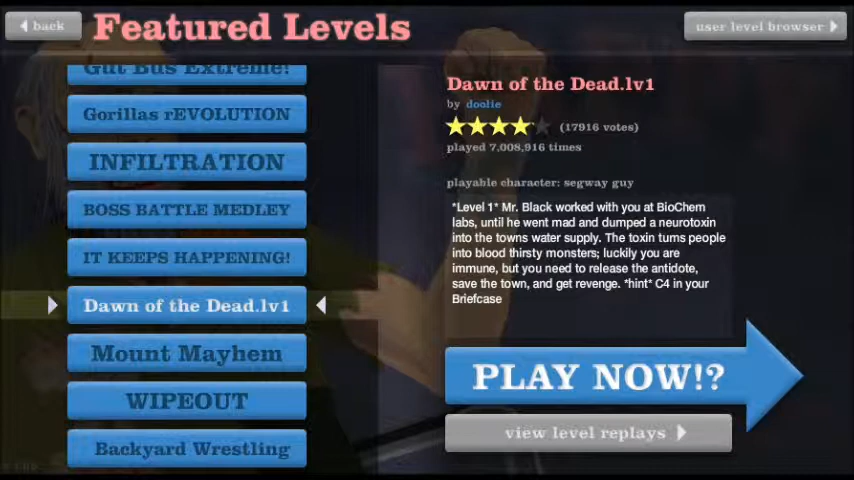 back
Featured Levels
user level browser
Gut Bus Extreme!
Gorillas rEVOLUTION
INFILTRATION
BOSS BATTLE MEDLEY
IT KEEPS HAPPENING!
Dawn of the Dead.lv1
Mount Mayhem
WIPEOUT
Backyard Wrestling
Dawn of the Dead.lv1
by doolie
(17916 votes)
played 7,008,916 times
playable character: segway guy
*Level 1* Mr. Black worked with you at BioChem
labs, until he went mad and dumped a neurotoxin
into the towns water supply. The toxin turns people
into blood thirsty monsters; luckily you are
immune, but you need to release the antidote,
save the town, and get revenge. *hint* C4 in your
Briefcase
PLAY NOW!?
view level replays